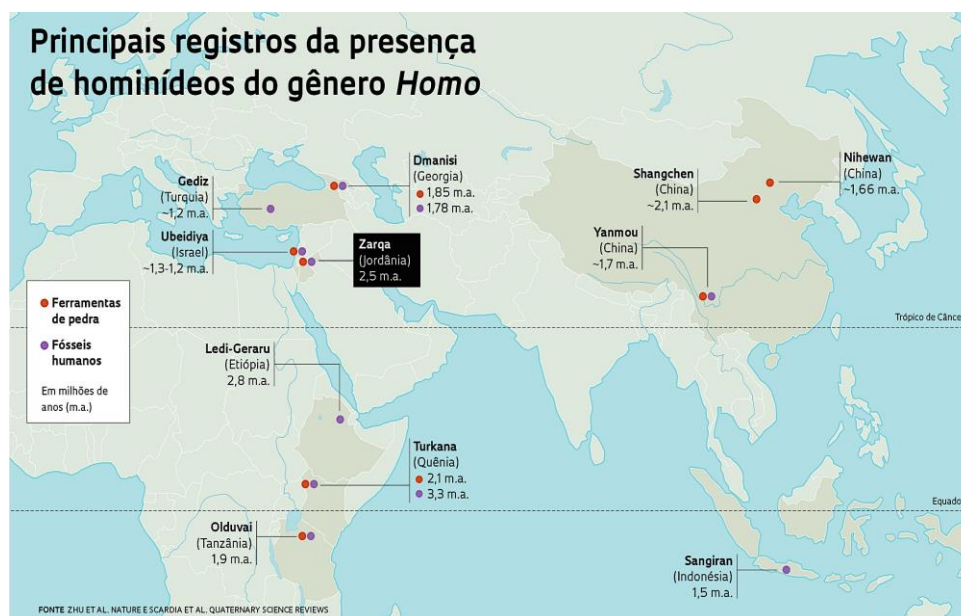 Principais registros da presença
de hominídeos do gênero Homo
Gediz
(Turquia)
~1,2 m.a.
Dmanisi
(Georgia)
1,85 m.a.
1,78 m.a.
Ubeidiya
(Israel)
~1,3-1,2 m.a.
Zarqa
(Jordânia)
2,5 m.a.
Shangchen
(China)
~2,1 m.a.
Nihewan
(China)
~1,66 m.a.
Yanmou
(China)
~1,7 m.a.
Ferramentas
de pedra
Fósseis
humanos
Em milhões de
anos (m.a.)
Trópico de Cânce
Ledi-Geraru
(Etiópia)
2,8 m.a.
Turkana
(Quênia)
2,1 m.a.
3,3 m.a.
Equado
Olduvai
(Tanzânia)
1,9 m.a.
Sangiran
(Indonésia)
1,5 m.a.
FONTE ZHU ET AL. NATURE E SCARDIA ET AL. QUATERNARY SCIENCE REVIEWS